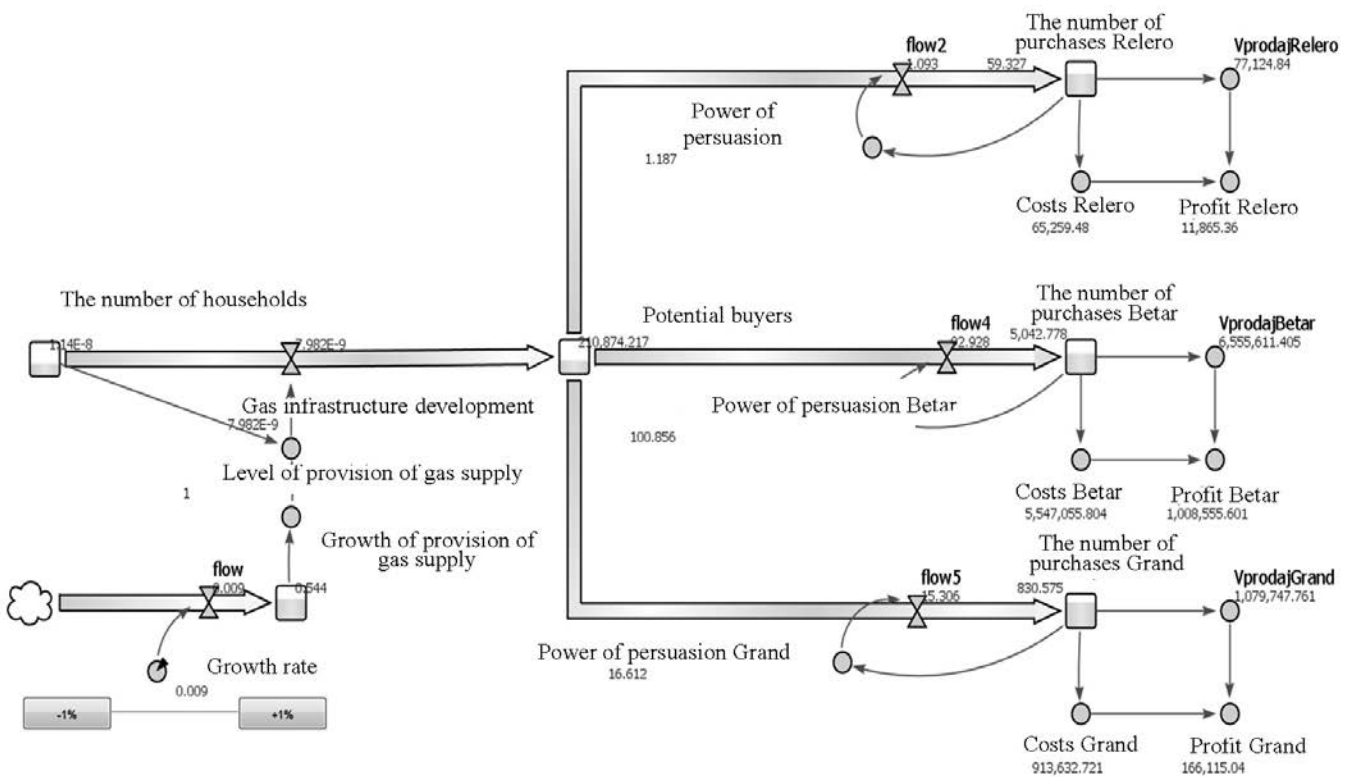 The number of
purchases Relero
flow2
1.093
59.327
VprodajRelero
77,124.84
Power of
persuasion
1.187
Costs Relero
65,259.48
Profit Relero
11,865.36
The number of households
1.14E-8
7.982E-9
Potential buyers
210,874.217
The number of
purchases Betar
flow4
92.928
5,042.778
VprodajBetar
6,555,611.405
Gas infrastructure development
7.982E-9
Power of persuasion Betar
100.856
Level of provision of gas supply
1
Costs Betar
5,547,055.804
Profit Betar
1,008,555.601
Growth of provision of
gas supply
The number of
purchases Grand
flow
0.009
0.544
flow5
15.306
830.575
VprodajGrand
1,079,747.761
Growth rate
0.009
Power of persuasion Grand
16.612
-1%
+1%
Costs Grand
913,632.721
Profit Grand
166,115.04